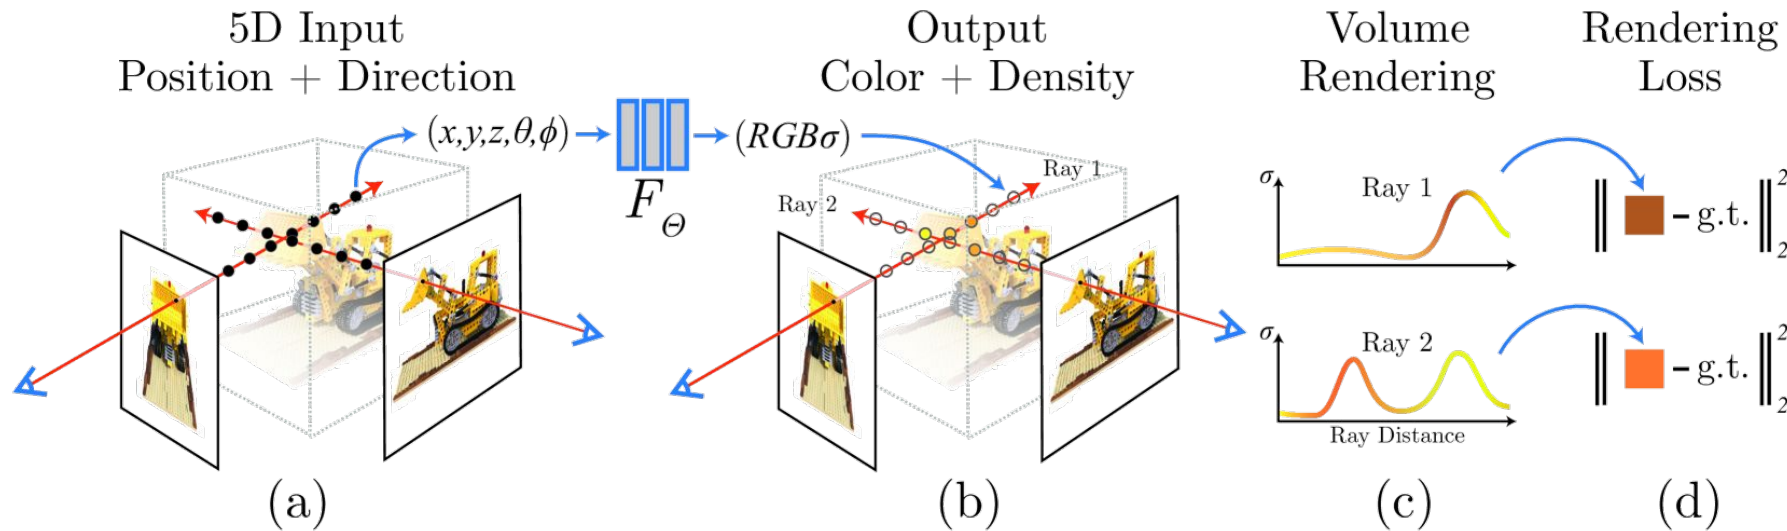 5D Input
Position + Direction
Output
Color + Density
Volume
Rendering
Rendering
Loss
(x,y,z,θ,ϕ)
F_Θ
(RGBσ)
Ray 2
Ray 1
σ
Ray 1
‖ - g.t. ‖²₂
σ
Ray 2
Ray Distance
‖ - g.t. ‖²₂
(a)
(b)
(c)
(d)